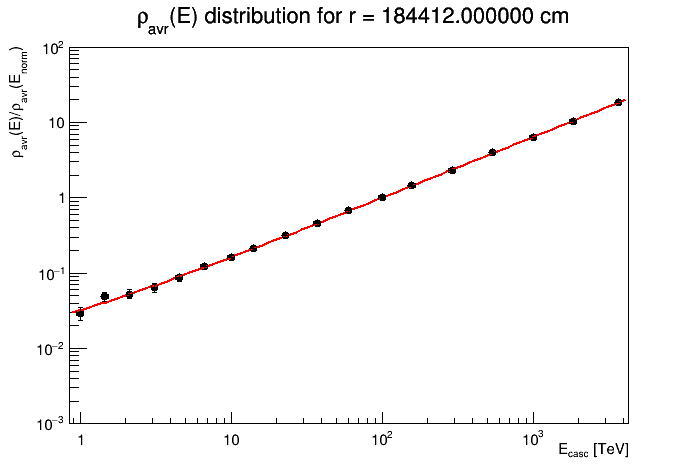 ρavr(E) distribution for r = 184412.000000 cm
ρavr(E)/ρavr(Enorm)
10²
10
1
10⁻¹
10⁻²
10⁻³
1 10 10² 10³
Ecasc [TeV]